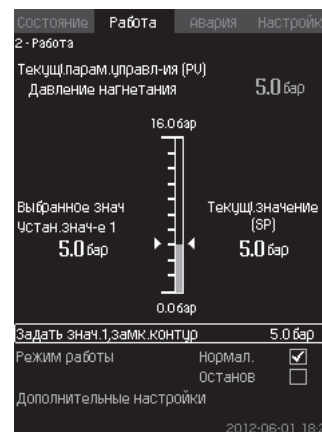 Состояние Работа Авария Настройк
2 - Работа
Текущ.парам.управл-ия (PV)
Давление нагнетания 5.0 бар
16.0 бар
Выбранное знач
Устан.знач-е 1
5.0 бар
Текущ.значение
(SP)
5.0 бар
0.0 бар
Задать знач.1,замк.контур 5.0 бар
Режим работы Нормал.
Останов
Дополнительные настройки
2012-06-01 18:2